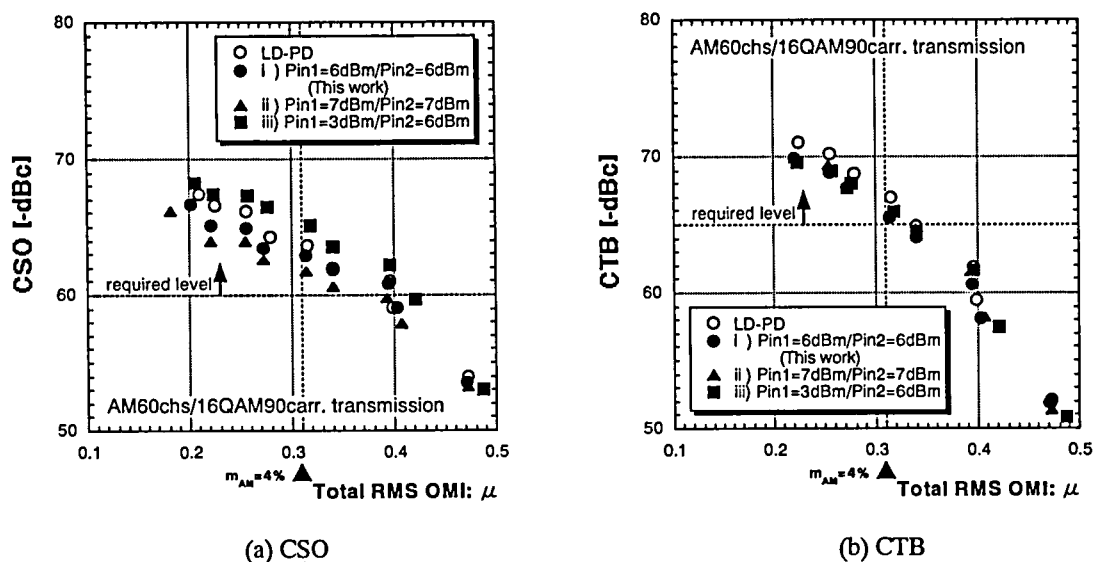 80
70
60
50
CSO [-dBc]
LD-PD
i ) Pin1=6dBm/Pin2=6dBm
(This work)
ii ) Pin1=7dBm/Pin2=7dBm
iii ) Pin1=3dBm/Pin2=6dBm
required level
AM60chs/16QAM90carr. transmission
0.1 0.2 0.3 0.4 0.5
mAM=4%
Total RMS OMI: μ
(a) CSO
80
70
60
50
CTB [-dBc]
AM60chs/16QAM90carr. transmission
required level
LD-PD
i ) Pin1=6dBm/Pin2=6dBm
(This work)
ii ) Pin1=7dBm/Pin2=7dBm
iii ) Pin1=3dBm/Pin2=6dBm
0.1 0.2 0.3 0.4 0.5
mAM=4%
Total RMS OMI: μ
(b) CTB